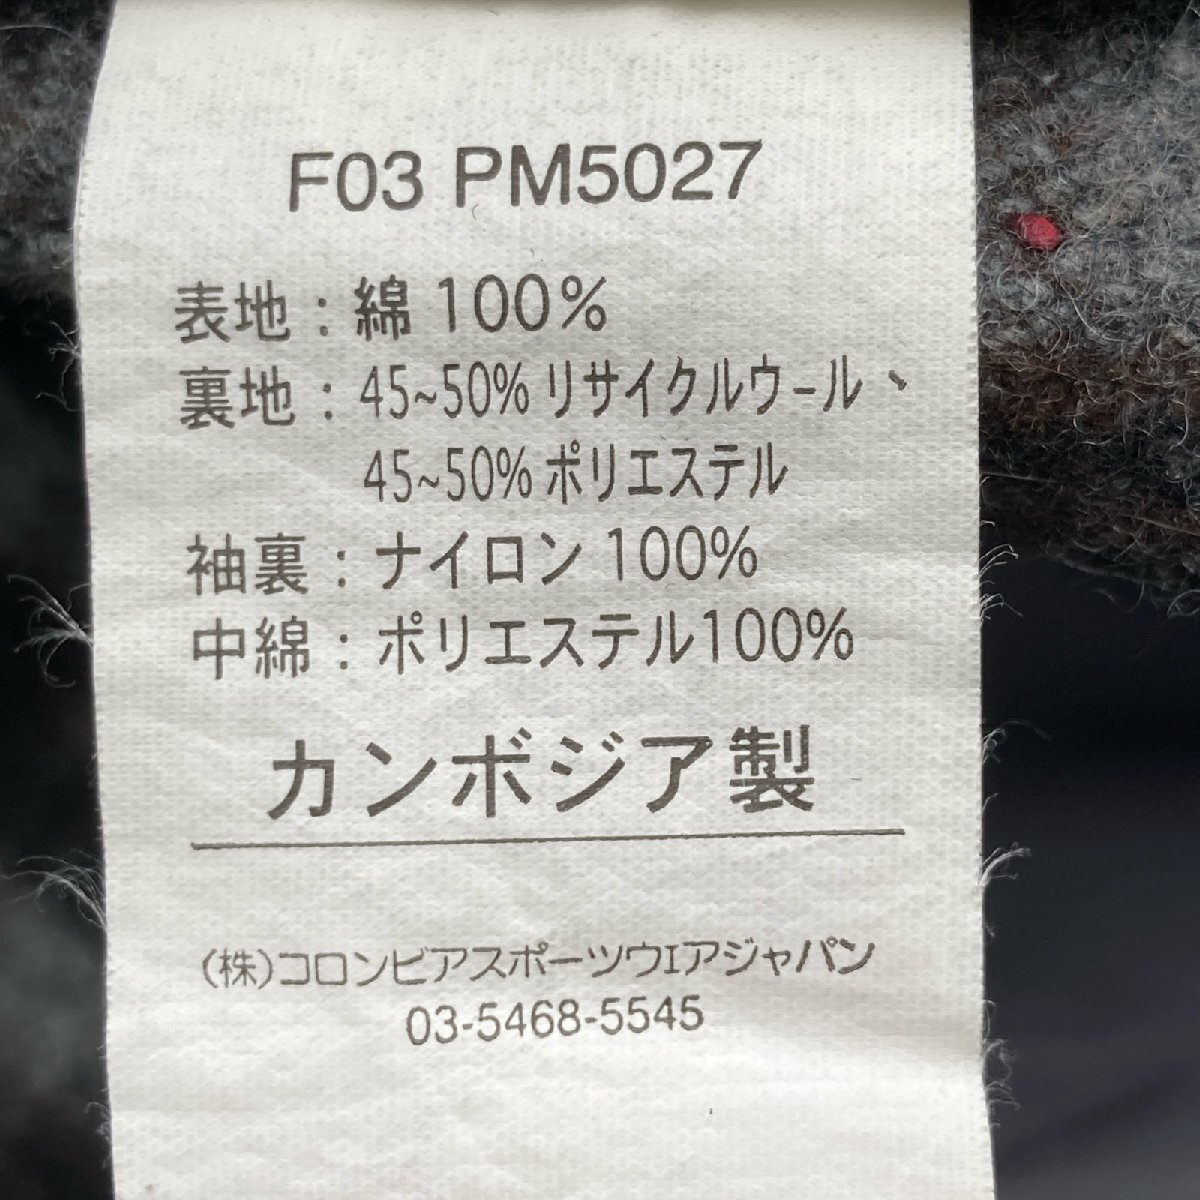 F03 PM5027
表地：綿 100%
裏地：45~50% リサイクルウール、
45~50% ポリエステル
袖裏：ナイロン 100%
中綿：ポリエステル100%
カンボジア製
(株)コロンビアスポーツウエアジャパン
03-5468-5545